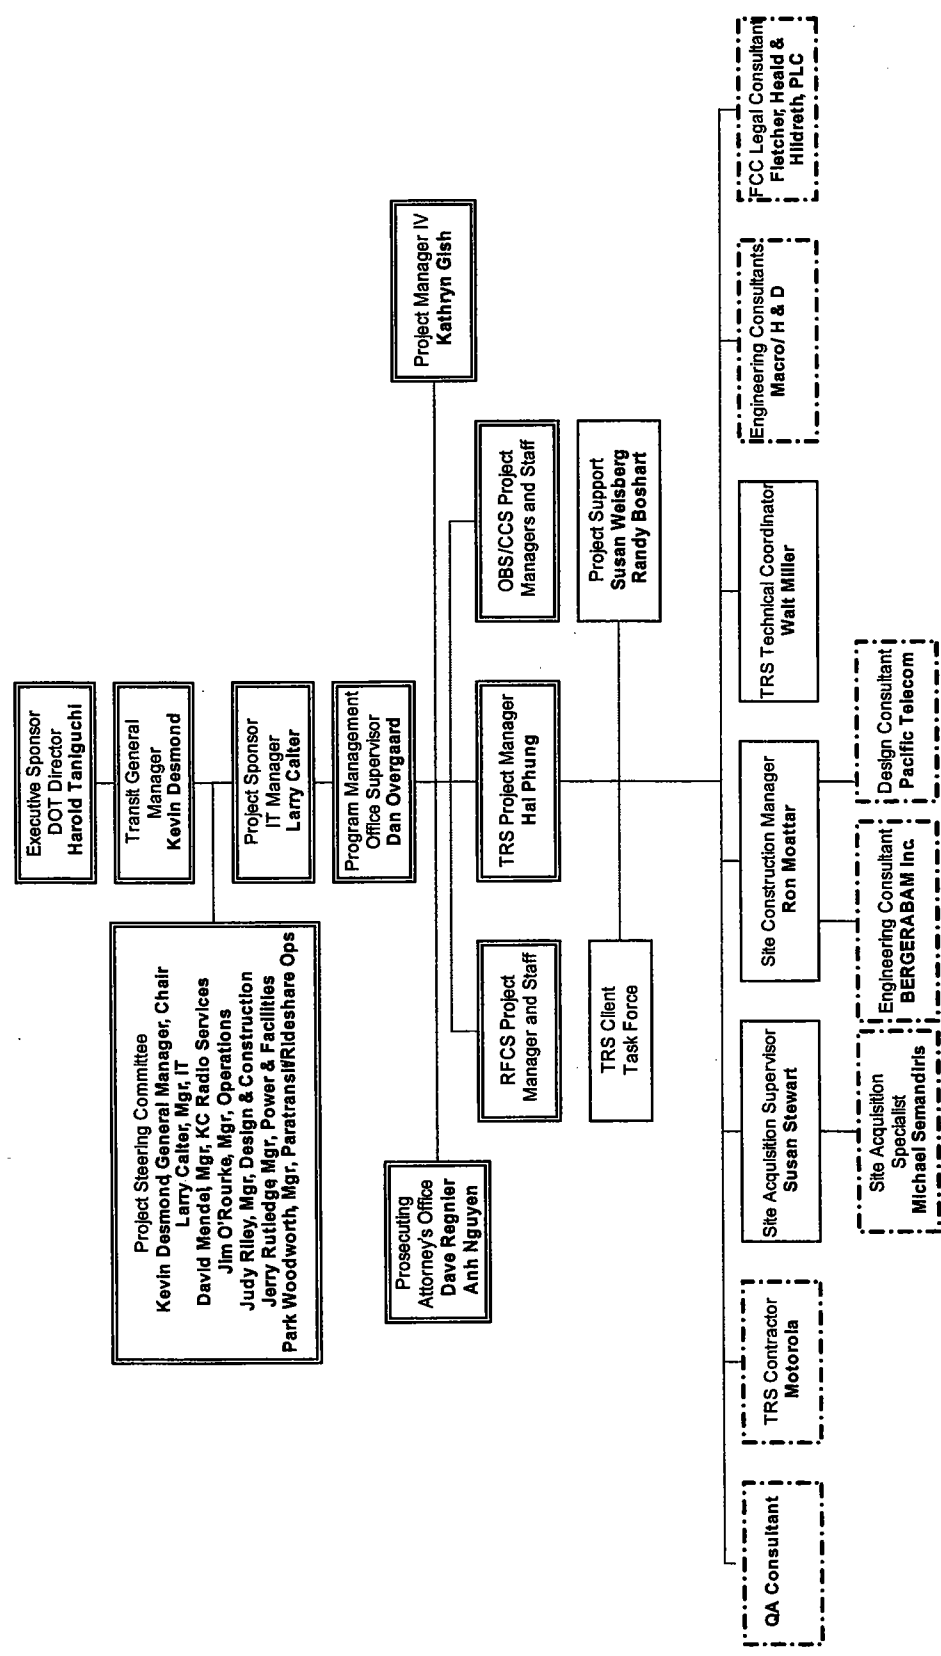 Executive Sponsor
DOT Director
Harold Taniguchi
Transit General
Manager
Kevin Desmond
Project Steering Committee
Kevin Desmond, General Manager, Chair
Larry Calter, Mgr, IT
David Mendel, Mgr, KC Radio Services
Jim O'Rourke, Mgr, Operations
Judy Riley, Mgr, Design & Construction
Jerry Rutledge, Mgr, Power & Facilities
Park Woodworth, Mgr, Paratransit/Rideshare Ops
Project Sponsor
IT Manager
Larry Calter
Program Management
Office Supervisor
Dan Overgaard
Prosecuting
Attorney's Office
Dave Regnier
Anh Nguyen
Project Manager IV
Kathryn Gish
RFCS Project
Manager and Staff
TRS Project Manager
Hai Phung
OBS/CCS Project
Managers and Staff
TRS Client
Task Force
Project Support
Susan Weisberg
Randy Boshart
QA Consultant
TRS Contractor
Motorola
Site Acquisition Supervisor
Susan Stewart
Site Construction Manager
Ron Moattar
TRS Technical Coordinator
Walt Miller
Engineering Consultants
Macro/ H & D
FCC Legal Consultant
Fletcher, Heald &
Hildreth, PLC
Site Acquisition
Specialist
Michael Semandiris
Engineering Consultant
BERGERABAM Inc.
Design Consultant
Pacific Telecom